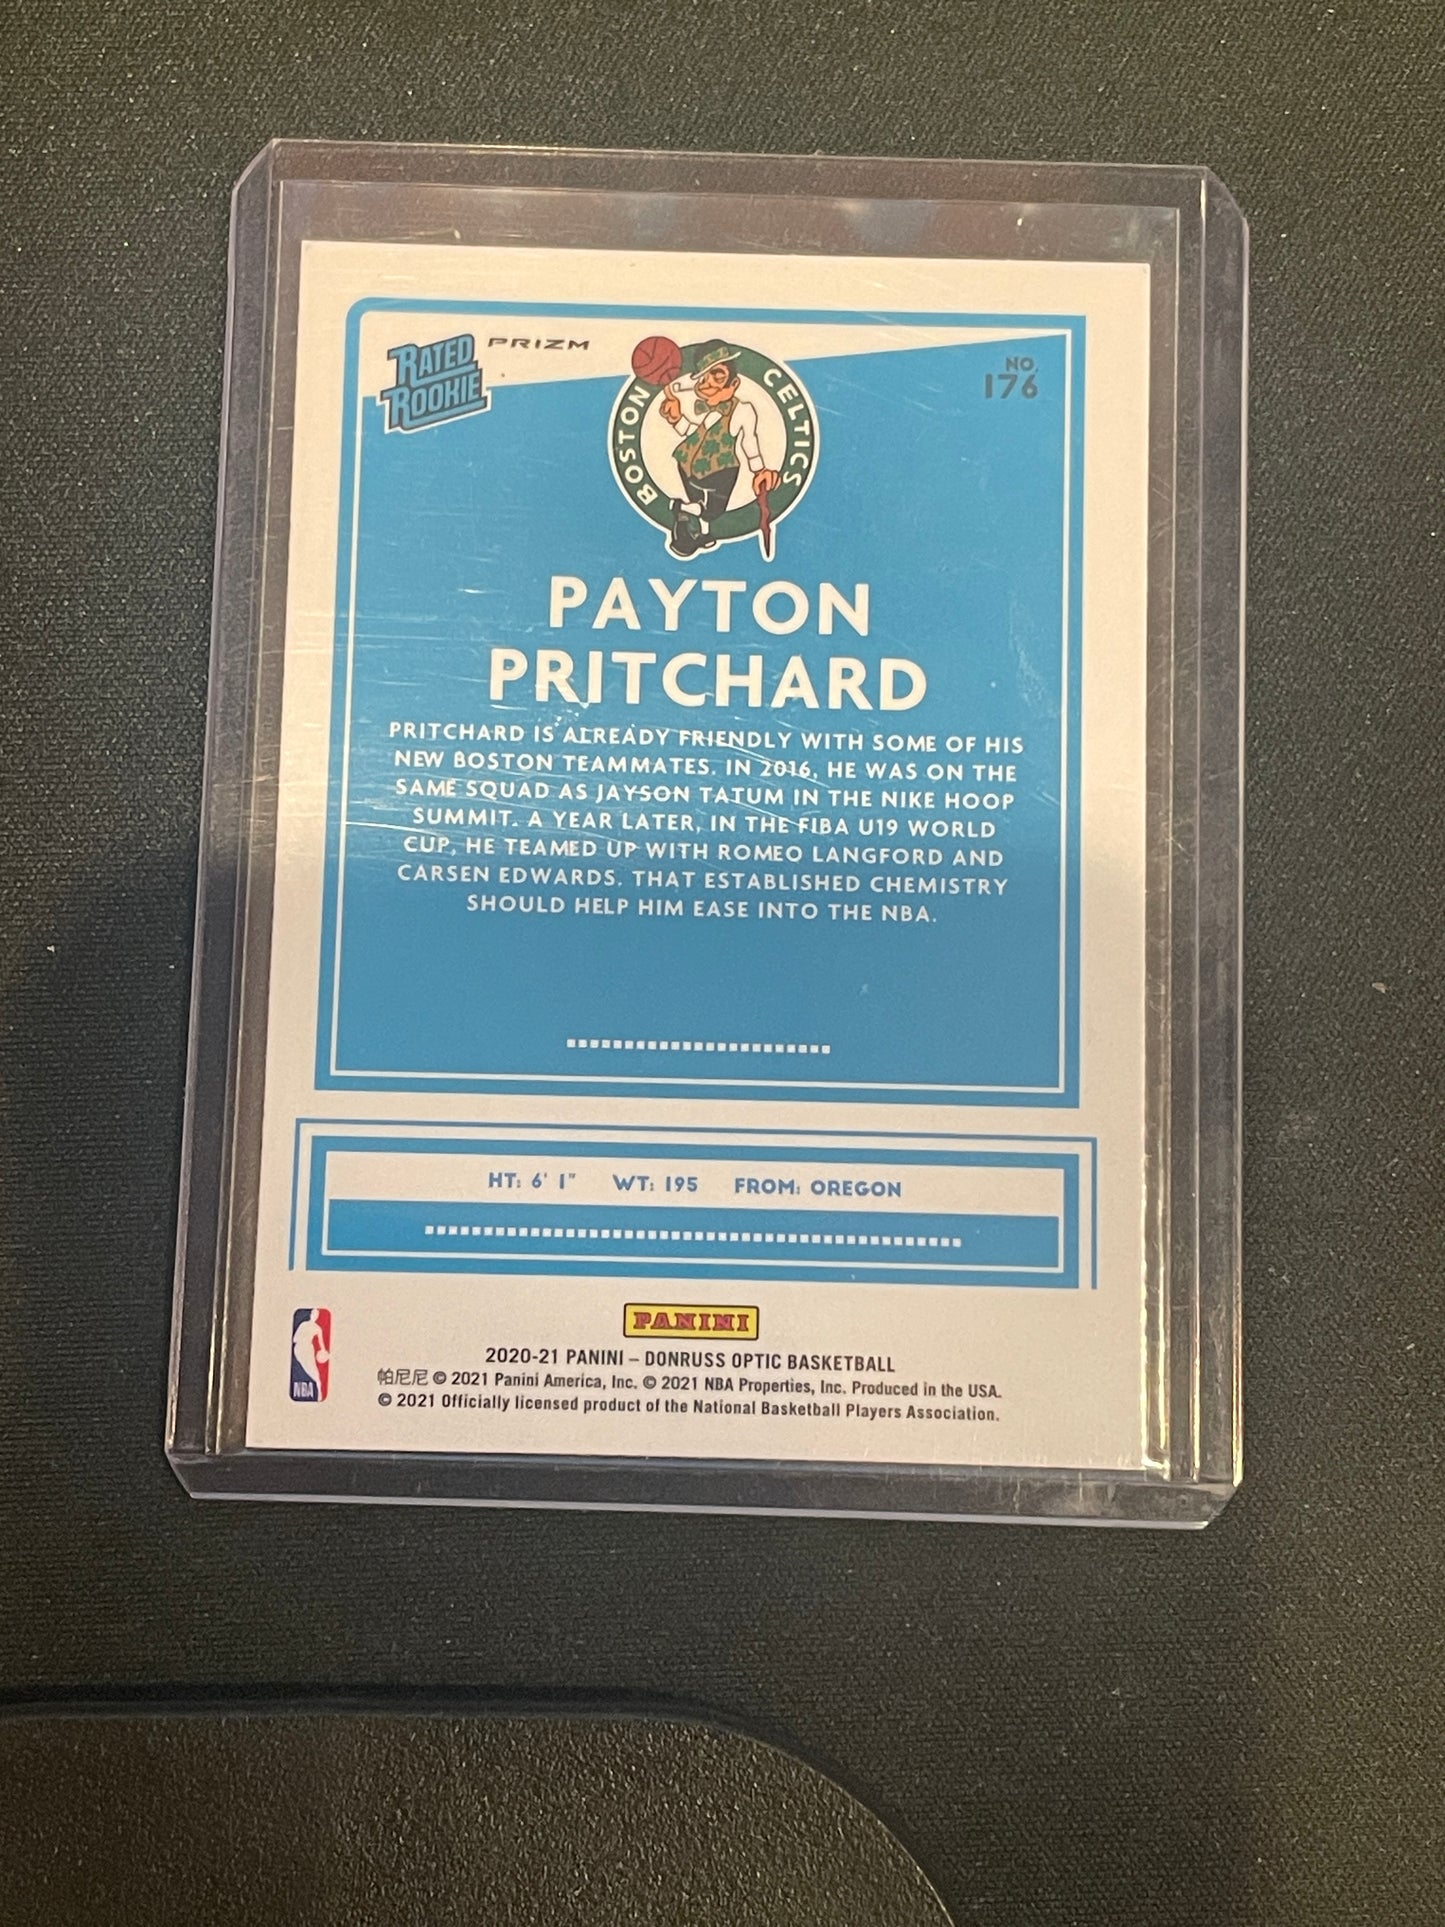 RATED
ROOKIE
PRIZM
BOSTON CELTICS
NO.
176
PAYTON
PRITCHARD
PRITCHARD IS ALREADY FRIENDLY WITH SOME OF HIS
NEW BOSTON TEAMMATES. IN 2016, HE WAS ON THE
SAME SQUAD AS JAYSON TATUM IN THE NIKE HOOP
SUMMIT. A YEAR LATER, IN THE FIBA U19 WORLD
CUP, HE TEAMED UP WITH ROMEO LANGFORD AND
CARSEN EDWARDS. THAT ESTABLISHED CHEMISTRY
SHOULD HELP HIM EASE INTO THE NBA.
HT: 6' 1" WT: 195 FROM: OREGON
NBA
PANINI
2020-21 PANINI – DONRUSS OPTIC BASKETBALL
帕尼尼 © 2021 Panini America, Inc. © 2021 NBA Properties, Inc. Produced in the USA.
© 2021 Officially licensed product of the National Basketball Players Association.